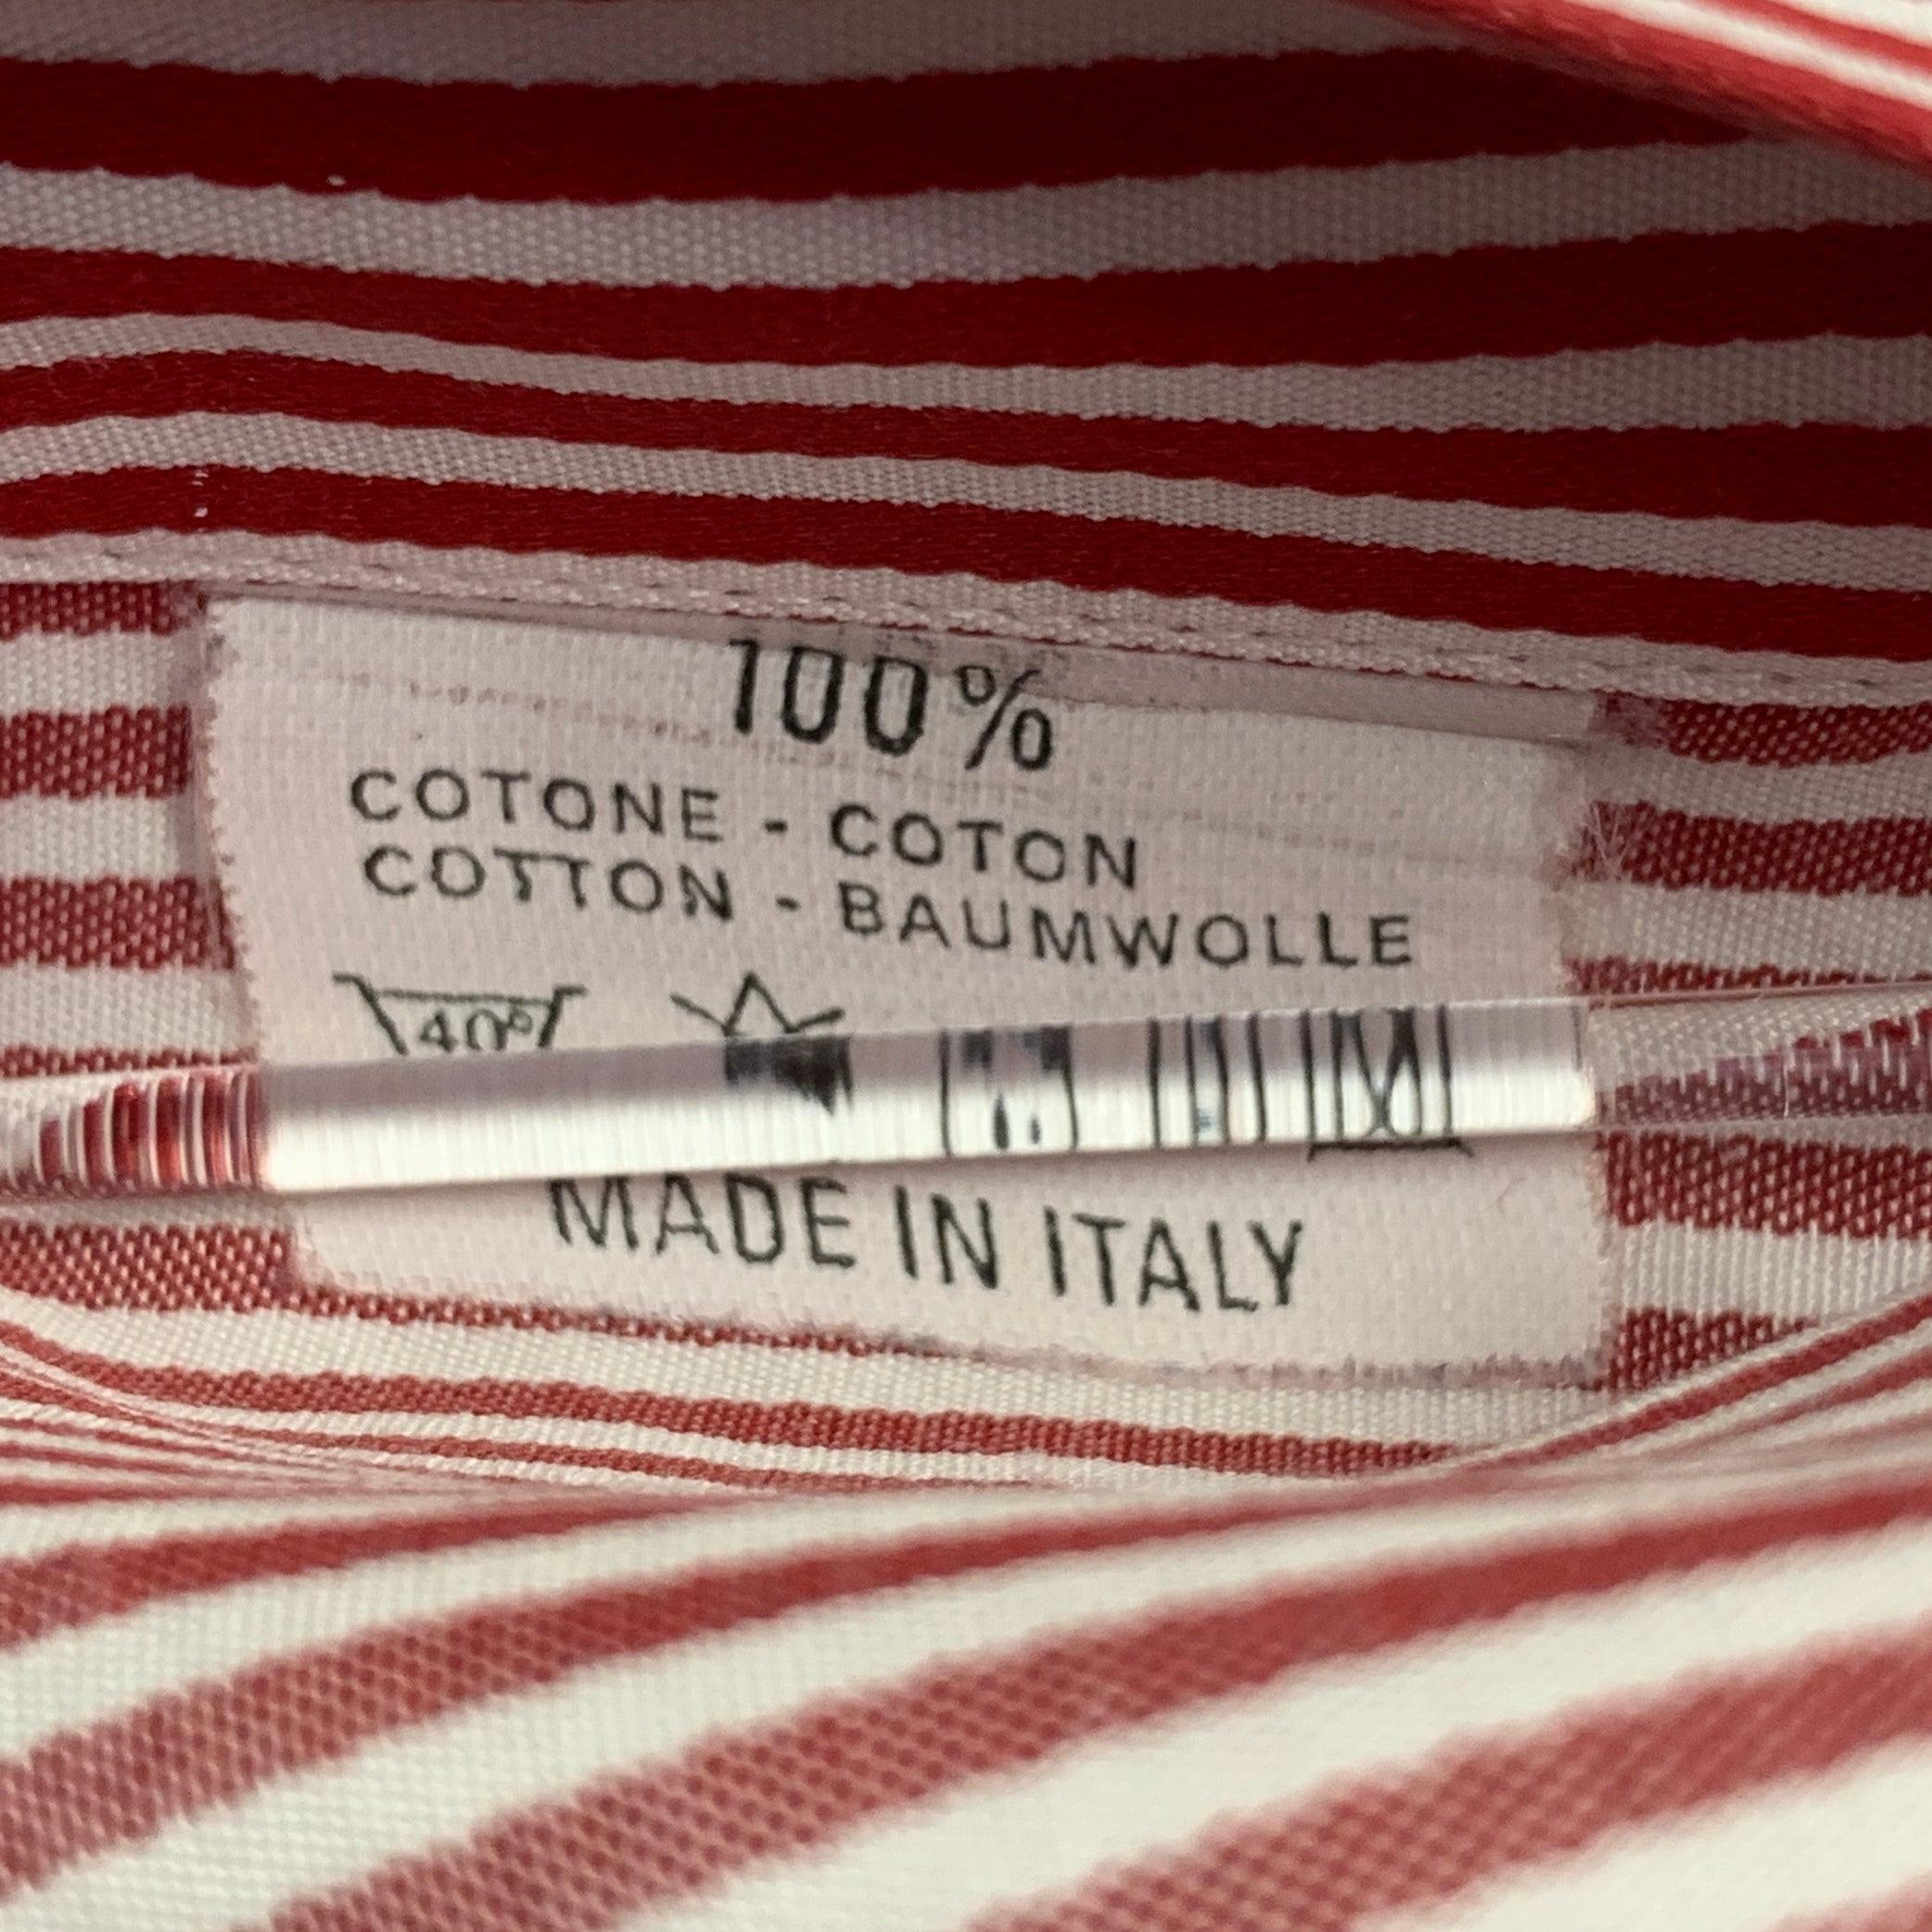 100%
COTONE - COTON
COTTON - BAUMWOLLE
40°
MADE IN ITALY